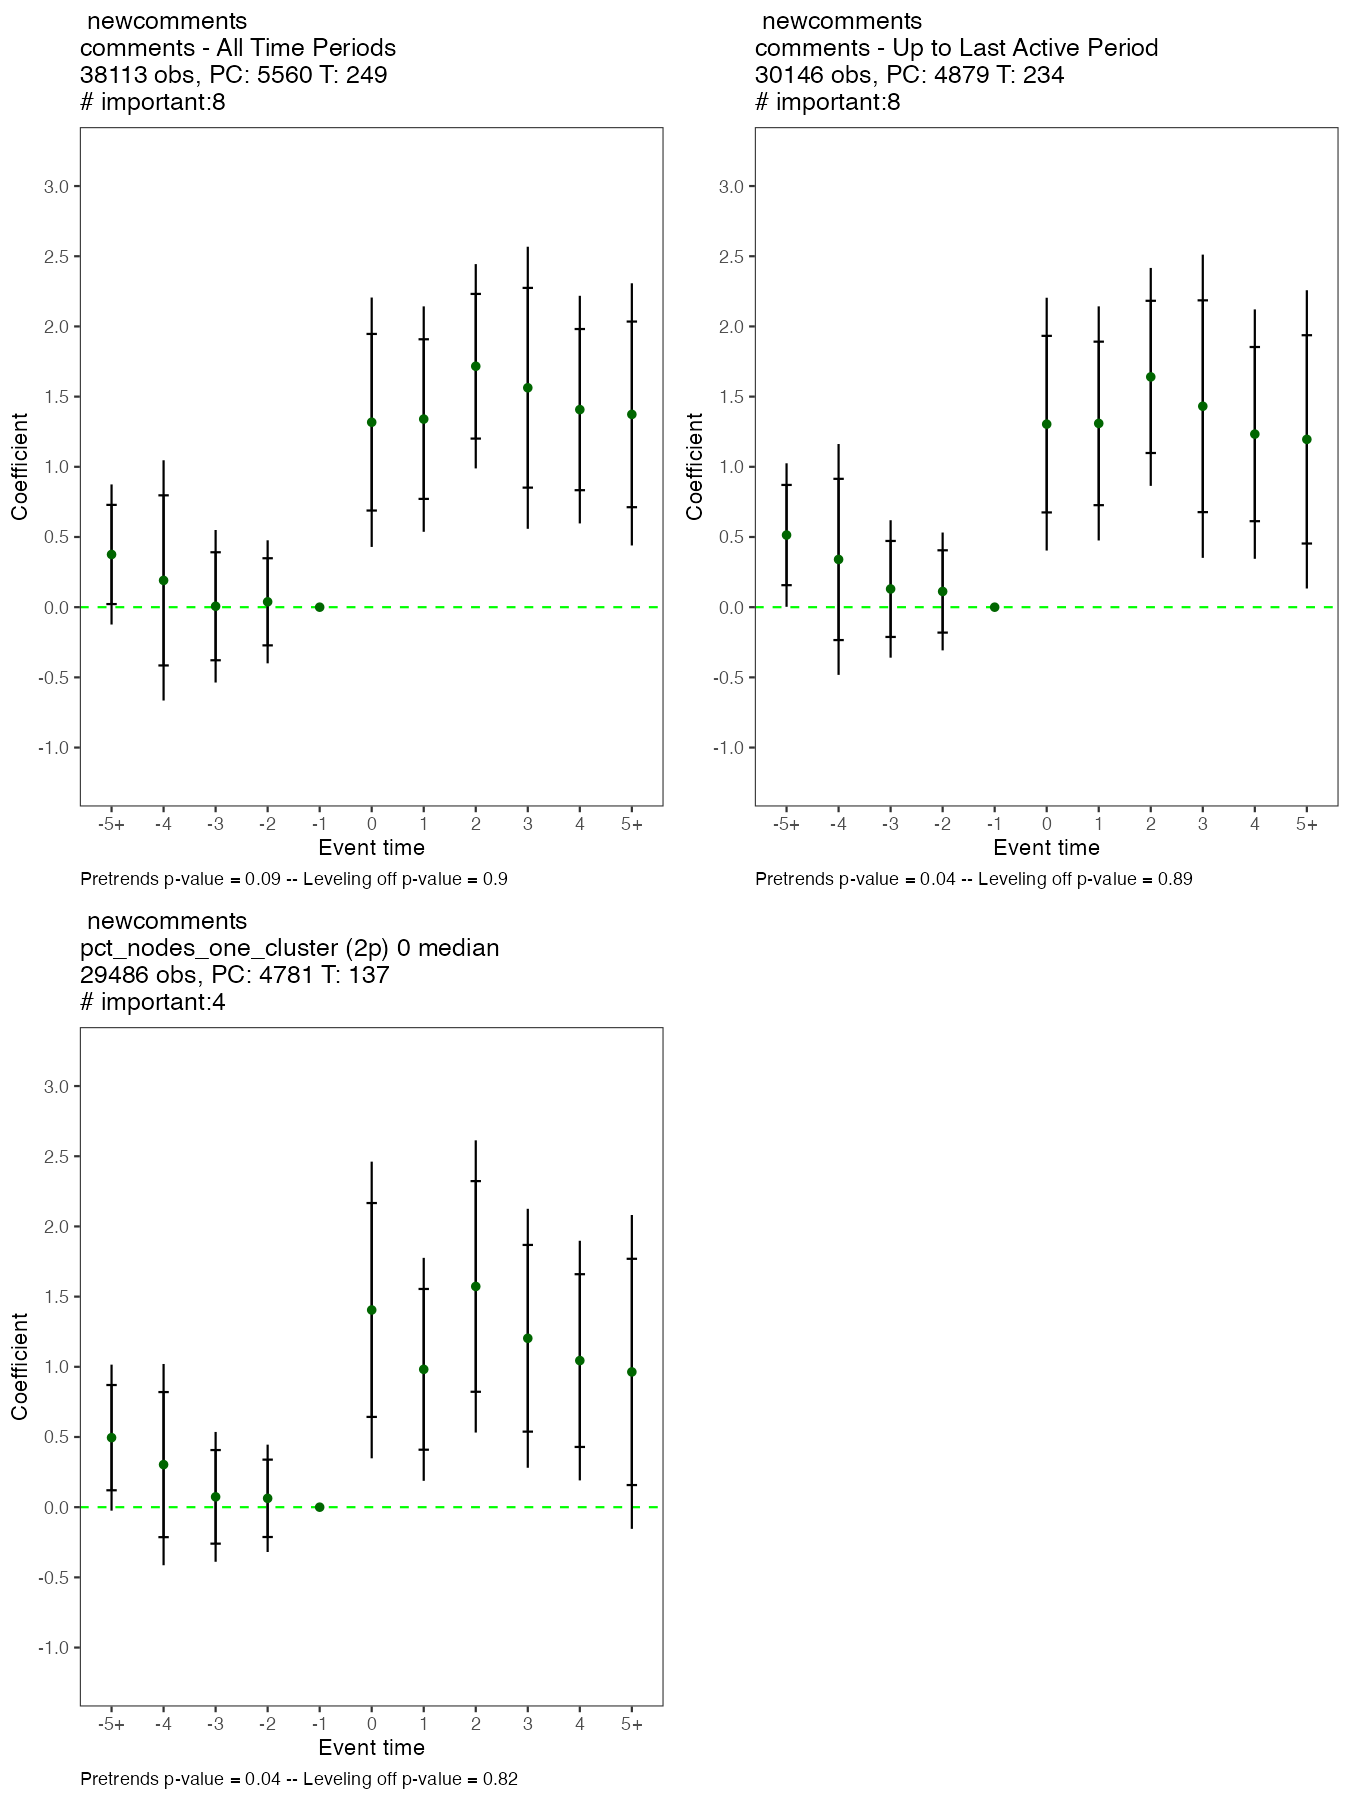 newcomments
comments - All Time Periods
38113 obs, PC: 5560 T: 249
# important:8
3.0
2.5
2.0
1.5
1.0
0.5
0.0
-0.5
-1.0
Coefficient
-5+ -4 -3 -2 -1 0 1 2 3 4 5+
Event time
Pretrends p-value = 0.09 -- Leveling off p-value = 0.9
newcomments
comments - Up to Last Active Period
30146 obs, PC: 4879 T: 234
# important:8
3.0
2.5
2.0
1.5
1.0
0.5
0.0
-0.5
-1.0
Coefficient
-5+ -4 -3 -2 -1 0 1 2 3 4 5+
Event time
Pretrends p-value = 0.04 -- Leveling off p-value = 0.89
newcomments
pct_nodes_one_cluster (2p) 0 median
29486 obs, PC: 4781 T: 137
# important:4
3.0
2.5
2.0
1.5
1.0
0.5
0.0
-0.5
-1.0
Coefficient
-5+ -4 -3 -2 -1 0 1 2 3 4 5+
Event time
Pretrends p-value = 0.04 -- Leveling off p-value = 0.82